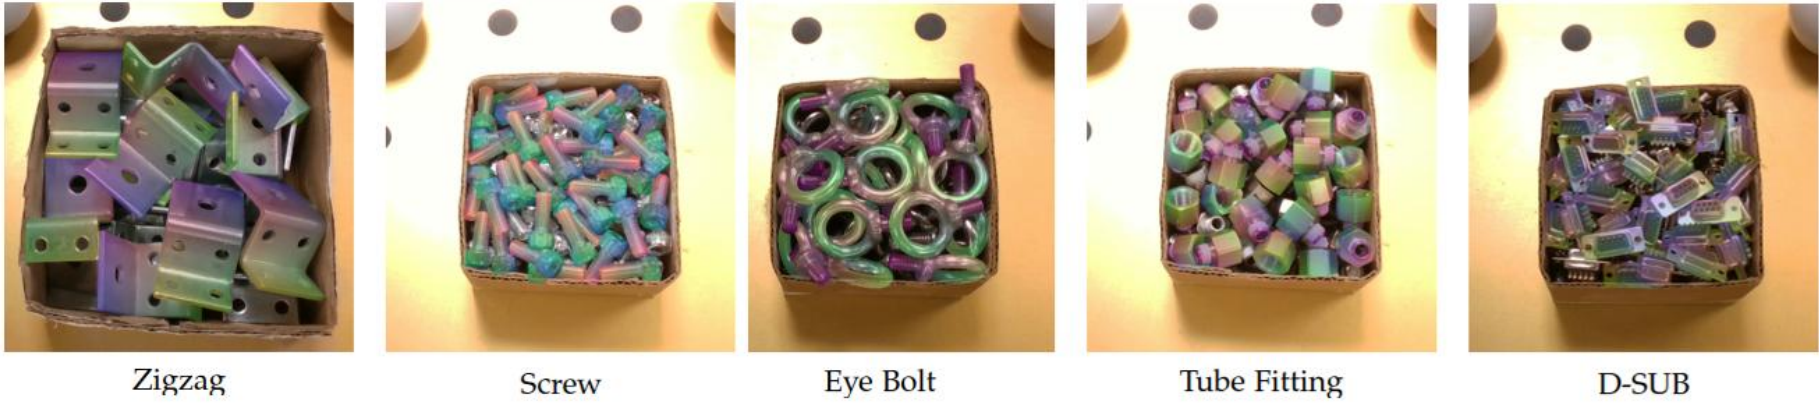 Zigzag
Screw
Eye Bolt
Tube Fitting
D-SUB